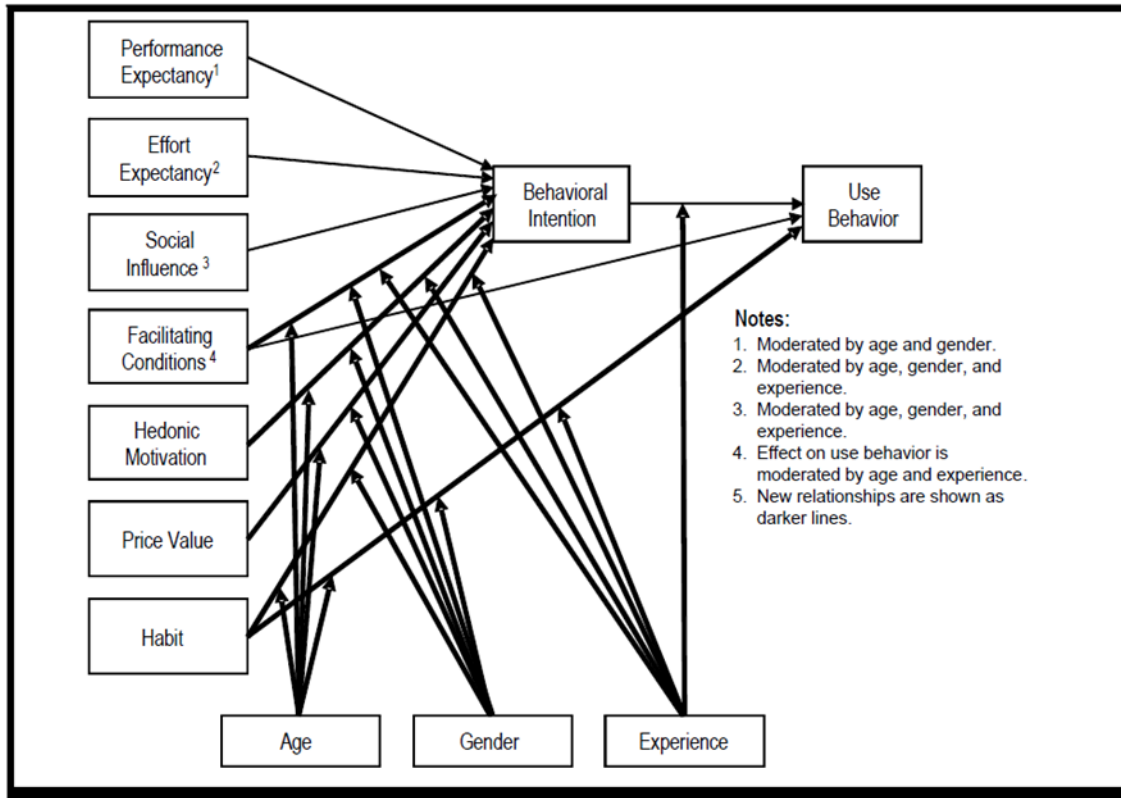 Performance
Expectancy1
Effort
Expectancy2
Behavioral
Intention
Use
Behavior
Social
Influence 3
Facilitating
Conditions 4
Hedonic
Motivation
Price Value
Habit
Notes:
1. Moderated by age and gender.
2. Moderated by age, gender, and
experience.
3. Moderated by age, gender, and
experience.
4. Effect on use behavior is
moderated by age and experience.
5. New relationships are shown as
darker lines.
Age
Gender
Experience